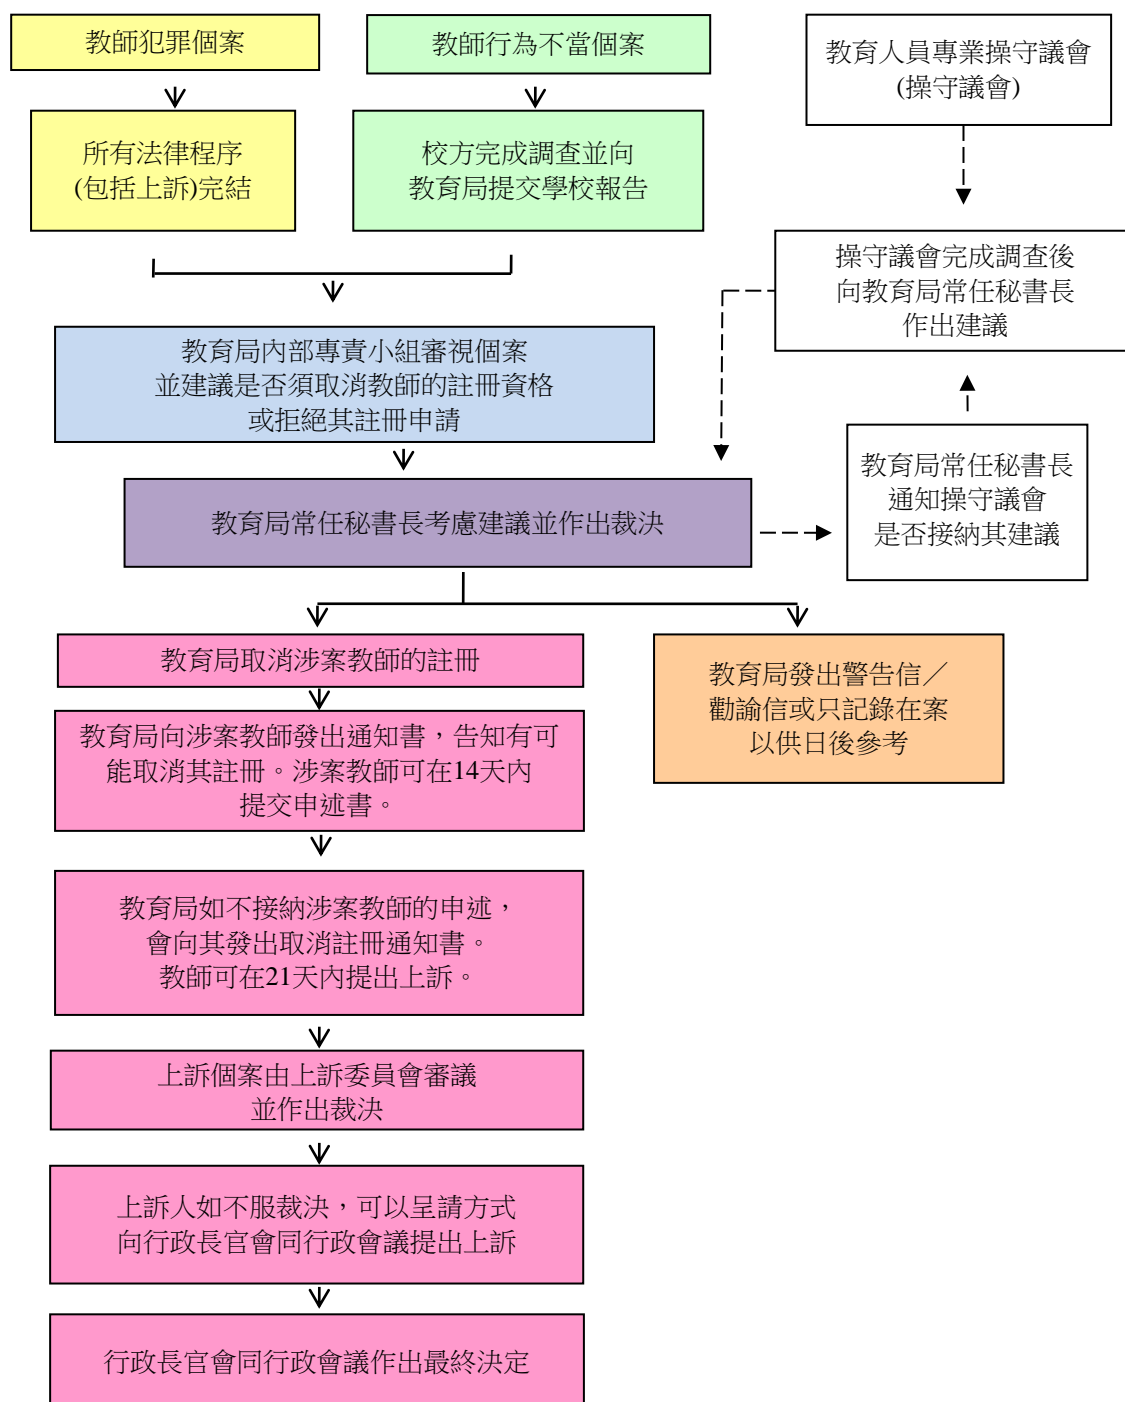 教師犯罪個案
教師行為不當個案
教育人員專業操守議會
(操守議會)
所有法律程序
(包括上訴)完結
校方完成調查並向
教育局提交學校報告
操守議會完成調查後
向教育局常任秘書長
作出建議
教育局內部專責小組審視個案
並建議是否須取消教師的註冊資格
或拒絕其註冊申請
教育局常任秘書長考慮建議並作出裁決
教育局常任秘書長
通知操守議會
是否接納其建議
教育局取消涉案教師的註冊
教育局發出警告信／
勸諭信或只記錄在案
以供日後參考
教育局向涉案教師發出通知書，告知有可
能取消其註冊。涉案教師可在14天內
提交申述書。
教育局如不接納涉案教師的申述，
會向其發出取消註冊通知書。
教師可在21天內提出上訴。
上訴個案由上訴委員會審議
並作出裁決
上訴人如不服裁決，可以呈請方式
向行政長官會同行政會議提出上訴
行政長官會同行政會議作出最終決定